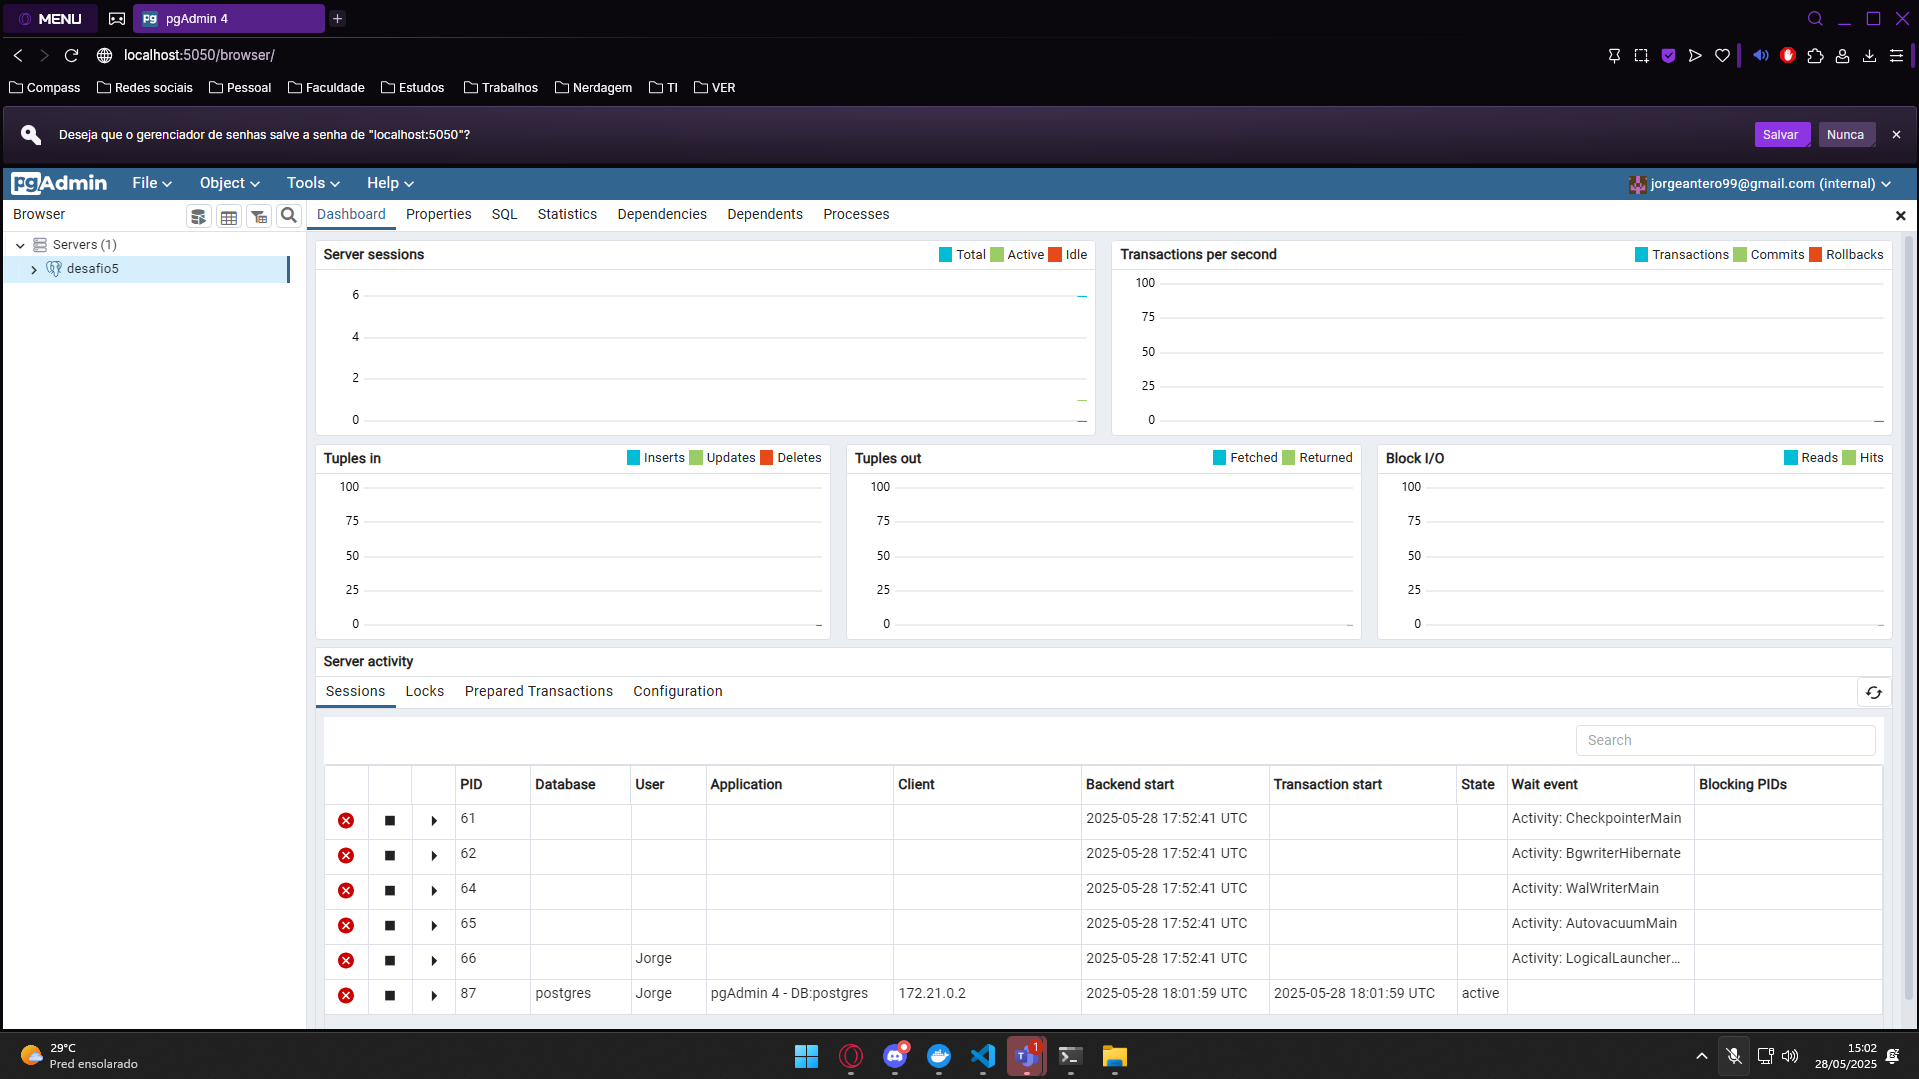 MENU
pgAdmin 4
localhost:5050/browser/
Compass Redes sociais Pessoal Faculdade Estudos Trabalhos Nerdagem TI VER
Deseja que o gerenciador de senhas salve a senha de "localhost:5050"? Salvar Nunca
pgAdmin File Object Tools Help jorgeantero99@gmail.com (internal)
Browser Dashboard Properties SQL Statistics Dependencies Dependents Processes
Servers (1)
desafio5
Server sessions Total Active Idle
6
4
2
0
Transactions per second Transactions Commits Rollbacks
100
75
50
25
0
Tuples in Inserts Updates Deletes
100
75
50
25
0
Tuples out Fetched Returned
100
75
50
25
0
Block I/O Reads Hits
100
75
50
25
0
Server activity
Sessions Locks Prepared Transactions Configuration
Search
PID Database User Application Client Backend start Transaction start State Wait event Blocking PIDs
61 2025-05-28 17:52:41 UTC Activity: CheckpointerMain
62 2025-05-28 17:52:41 UTC Activity: BgwriterHibernate
64 2025-05-28 17:52:41 UTC Activity: WalWriterMain
65 2025-05-28 17:52:41 UTC Activity: AutovacuumMain
66 Jorge 2025-05-28 17:52:41 UTC Activity: LogicalLauncher...
87 postgres Jorge pgAdmin 4 - DB:postgres 172.21.0.2 2025-05-28 18:01:59 UTC 2025-05-28 18:01:59 UTC active
29°C
Pred ensolarado
1
15:02
28/05/2025